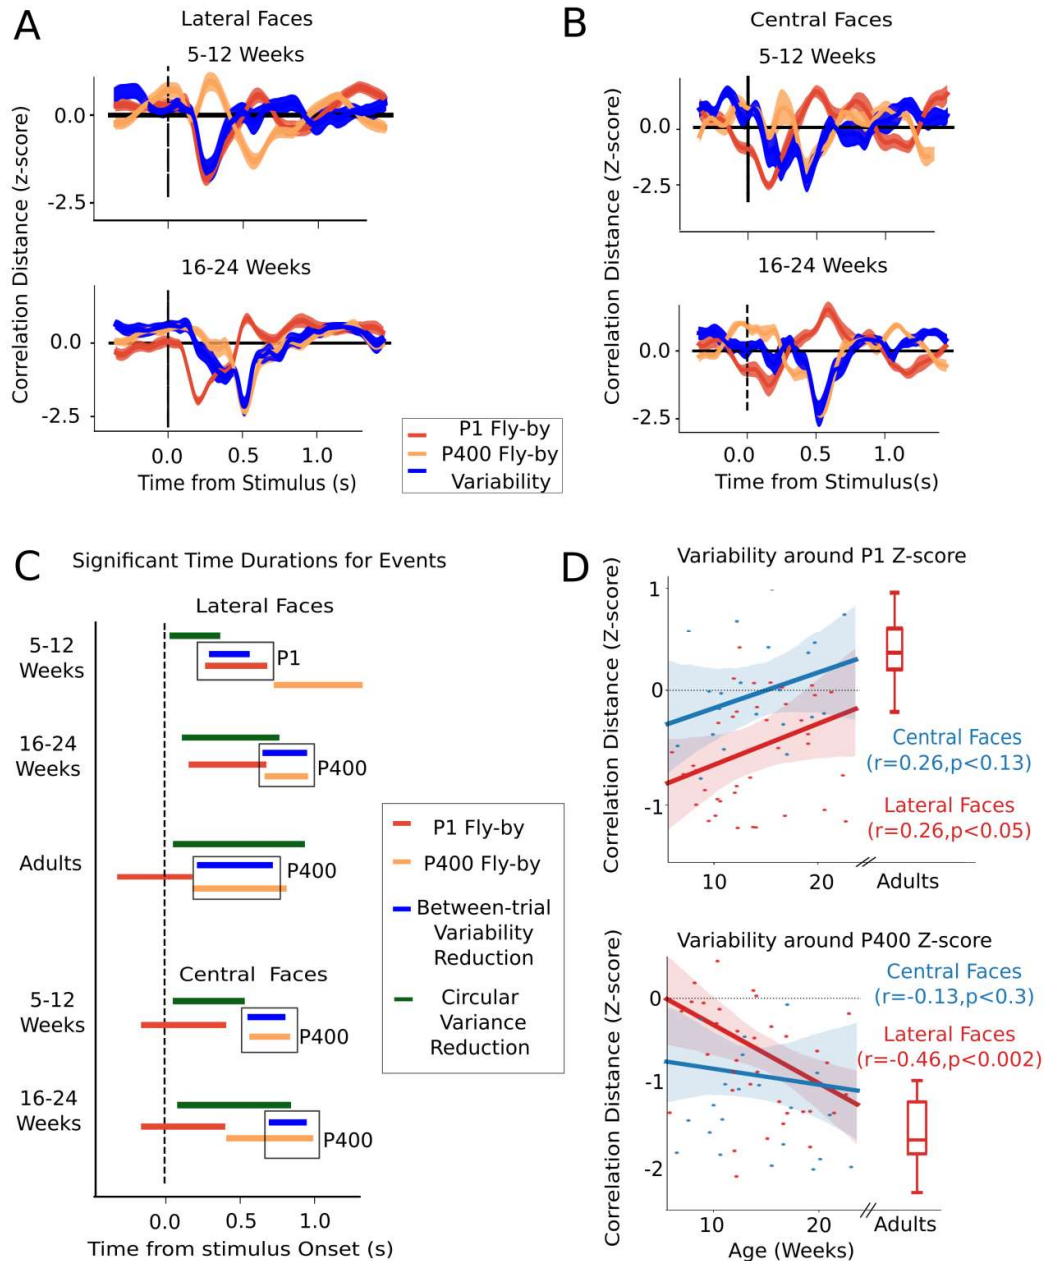 A
Lateral Faces
5-12 Weeks
Correlation Distance (z-score)
0.0
-2.5
16-24 Weeks
0.0
-2.5
0.0 0.5 1.0
Time from Stimulus (s)
P1 Fly-by
P400 Fly-by
Variability
B
Central Faces
5-12 Weeks
Correlation Distance (Z-score)
0.0
-2.5
16-24 Weeks
0.0
-2.5
0.0 0.5 1.0
Time from Stimulus(s)
C
Significant Time Durations for Events
Lateral Faces
5-12
Weeks
P1
16-24
Weeks
P400
Adults
P400
Central Faces
5-12
Weeks
P400
16-24
Weeks
P400
0.0 0.5 1.0
Time from stimulus Onset (s)
P1 Fly-by
P400 Fly-by
Between-trial
Variability
Reduction
Circular
Variance
Reduction
D
Variability around P1 Z-score
Correlation Distance (Z-score)
1
0
-1
Central Faces
(r=0.26,p<0.13)
Lateral Faces
(r=0.26,p<0.05)
10 20 Adults
Variability around P400 Z-score
Correlation Distance (Z-score)
0
-1
-2
Central Faces
(r=-0.13,p<0.3)
Lateral Faces
(r=-0.46,p<0.002)
10 20 Adults
Age (Weeks)